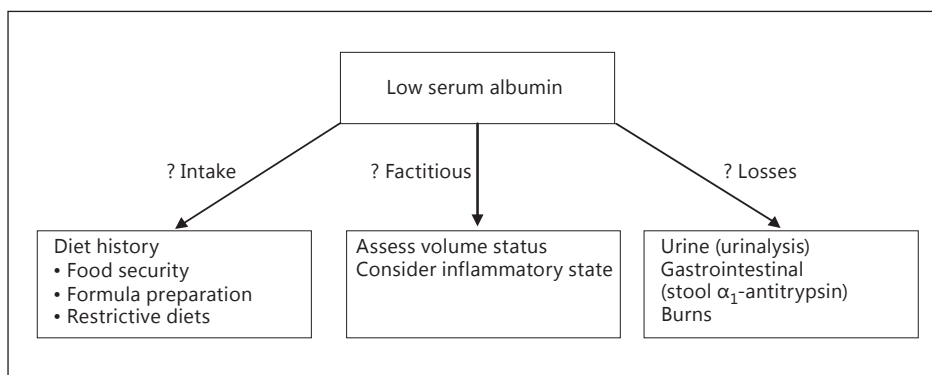 Low serum albumin
? Intake
? Factitious
? Losses
Diet history
• Food security
• Formula preparation
• Restrictive diets
Assess volume status
Consider inflammatory state
Urine (urinalysis)
Gastrointestinal
(stool α₁-antitrypsin)
Burns